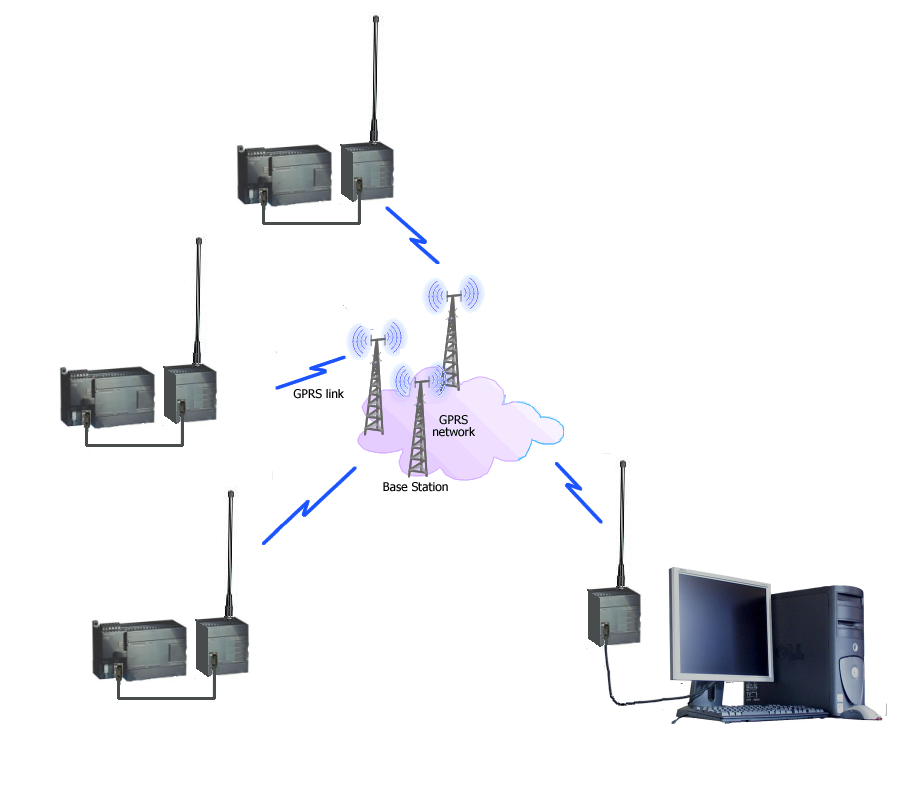 GPRS link
GPRS
network
Base Station